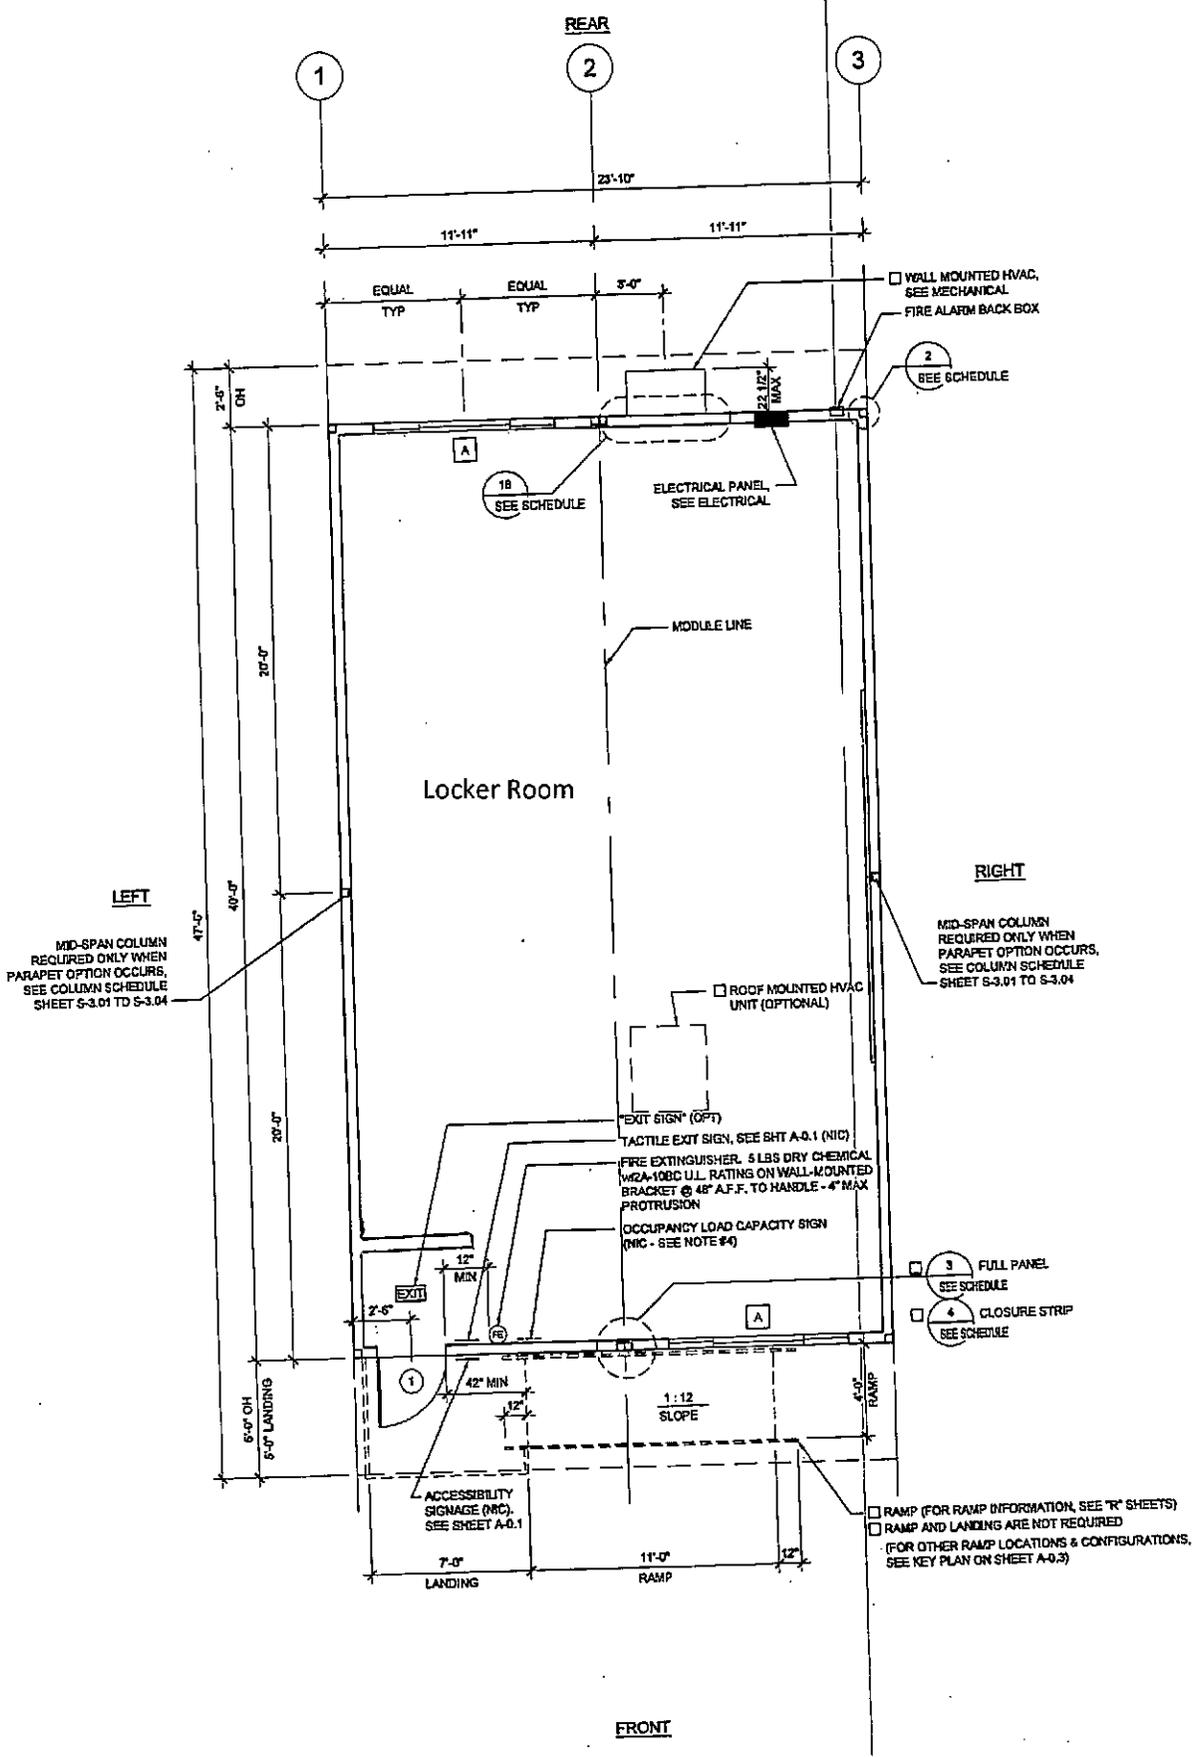 REAR
1
2
3
23'-10"
11'-11"
11'-11"
EQUAL
TYP
EQUAL
TYP
3'-0"
WALL MOUNTED HVAC,
SEE MECHANICAL
FIRE ALARM BACK BOX
2
SEE SCHEDULE
2'-6"
OH
22 1/2"
MAX
A
18
SEE SCHEDULE
ELECTRICAL PANEL,
SEE ELECTRICAL
MODULE LINE
20'-0"
Locker Room
LEFT
RIGHT
40'-0"
MID-SPAN COLUMN
REQUIRED ONLY WHEN
PARAPET OPTION OCCURS,
SEE COLUMN SCHEDULE
SHEET S-3.01 TO S-3.04
MID-SPAN COLUMN
REQUIRED ONLY WHEN
PARAPET OPTION OCCURS,
SEE COLUMN SCHEDULE
SHEET S-3.01 TO S-3.04
ROOF MOUNTED HVAC
UNIT (OPTIONAL)
20'-0"
"EXIT SIGN" (OPT)
TACTILE EXIT SIGN, SEE SHT A-0.1 (NIC)
FIRE EXTINGUISHER. 5 LBS DRY CHEMICAL
w/2A-10BC U.L. RATING ON WALL-MOUNTED
BRACKET @ 48" A.F.F. TO HANDLE - 4" MAX
PROTRUSION
OCCUPANCY LOAD CAPACITY SIGN
(NIC - SEE NOTE #4)
12"
MIN
EXIT
2'-6"
FE
A
3
FULL PANEL
SEE SCHEDULE
4
CLOSURE STRIP
SEE SCHEDULE
1
42" MIN
12"
1 : 12
SLOPE
4'-0"
RAMP
5'-0" LANDING
ACCESSIBILITY
SIGNAGE (NIC).
SEE SHEET A-0.1
RAMP (FOR RAMP INFORMATION, SEE "R" SHEETS)
RAMP AND LANDING ARE NOT REQUIRED
(FOR OTHER RAMP LOCATIONS & CONFIGURATIONS,
SEE KEY PLAN ON SHEET A-0.3)
7'-0"
LANDING
11'-0"
RAMP
12"
FRONT